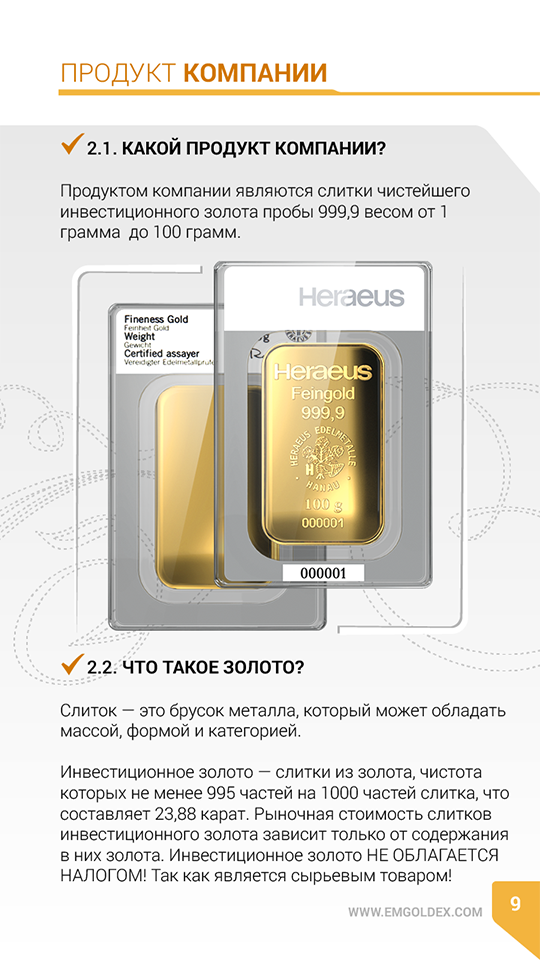 ПРОДУКТ КОМПАНИИ
2.1. КАКОЙ ПРОДУКТ КОМПАНИИ?
Продуктом компании являются слитки чистейшего
инвестиционного золота пробы 999,9 весом от 1
грамма до 100 грамм.
Heraeus
Fineness Gold
Feinheit Gold
Weight
Gewicht
Certified assayer
Vereidigter Edelmetallprüfe
Heraeus
Feingold
999,9
HERAEUS EDELMETALLE
H
HANAU
100 g
000001
000001
2.2. ЧТО ТАКОЕ ЗОЛОТО?
Слиток — это брусок металла, который может обладать
массой, формой и категорией.
Инвестиционное золото — слитки из золота, чистота
которых не менее 995 частей на 1000 частей слитка, что
составляет 23,88 карат. Рыночная стоимость слитков
инвестиционного золота зависит только от содержания
в них золота. Инвестиционное золото НЕ ОБЛАГАЕТСЯ
НАЛОГОМ! Так как является сырьевым товаром!
WWW.EMGOLDEX.COM
9